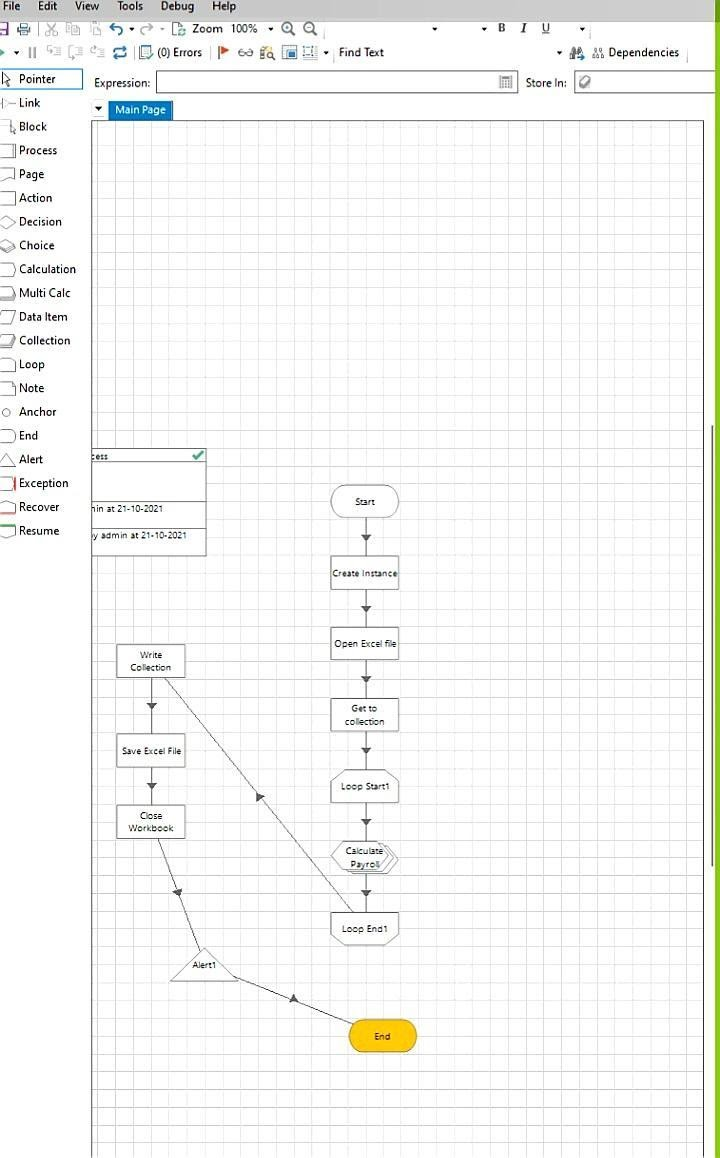 File Edit View Tools Debug Help
Zoom 100% B I U
(0) Errors Find Text Dependencies
Pointer
Expression: Store In:
Link
Main Page
Block
Process
Page
Action
Decision
Choice
Calculation
Multi Calc
Data Item
Collection
Loop
Note
Anchor
End
Alert
Exception
Recover
Resume
cess
nin at 21-10-2021
y admin at 21-10-2021
Start
Create Instance
Open Excel file
Get to
collection
Loop Start1
Calculate
Payroll
Loop End1
Write
Collection
Save Excel File
Close
Workbook
Alert1
End